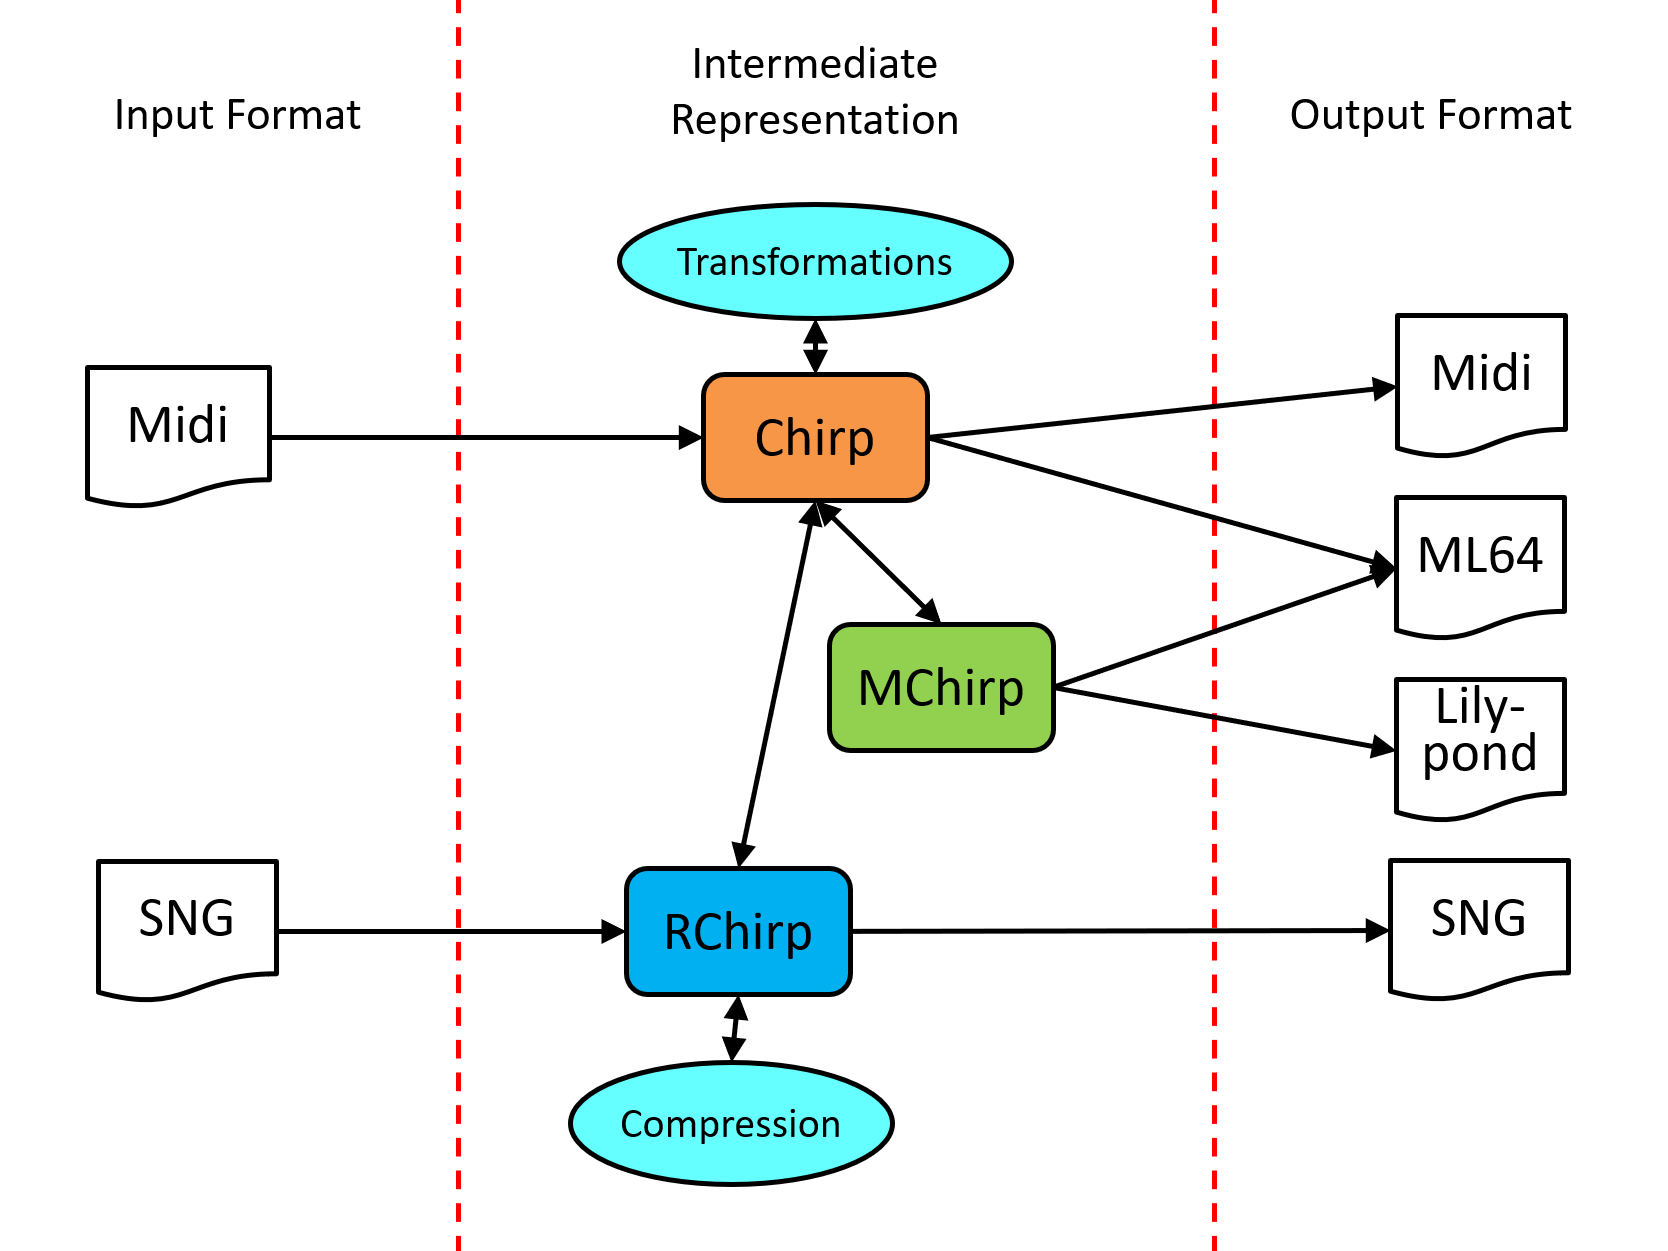 Input Format
Intermediate
Representation
Output Format
Transformations
Midi
Chirp
Midi
ML64
MChirp
Lily-
pond
SNG
RChirp
SNG
Compression